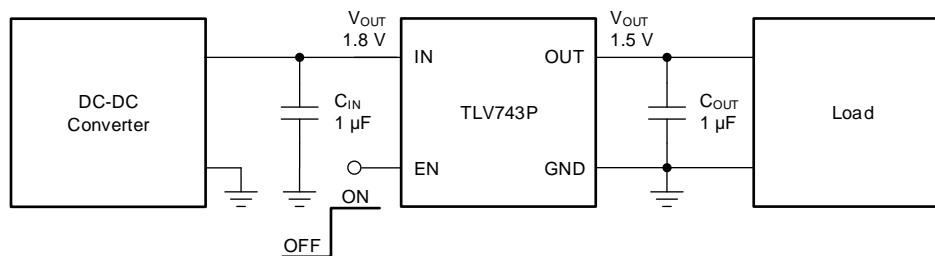 DC-DC
Converter
VOUT
1.8 V
CIN
1 µF
ON
OFF
IN
OUT
TLV743P
EN
GND
VOUT
1.5 V
COUT
1 µF
Load